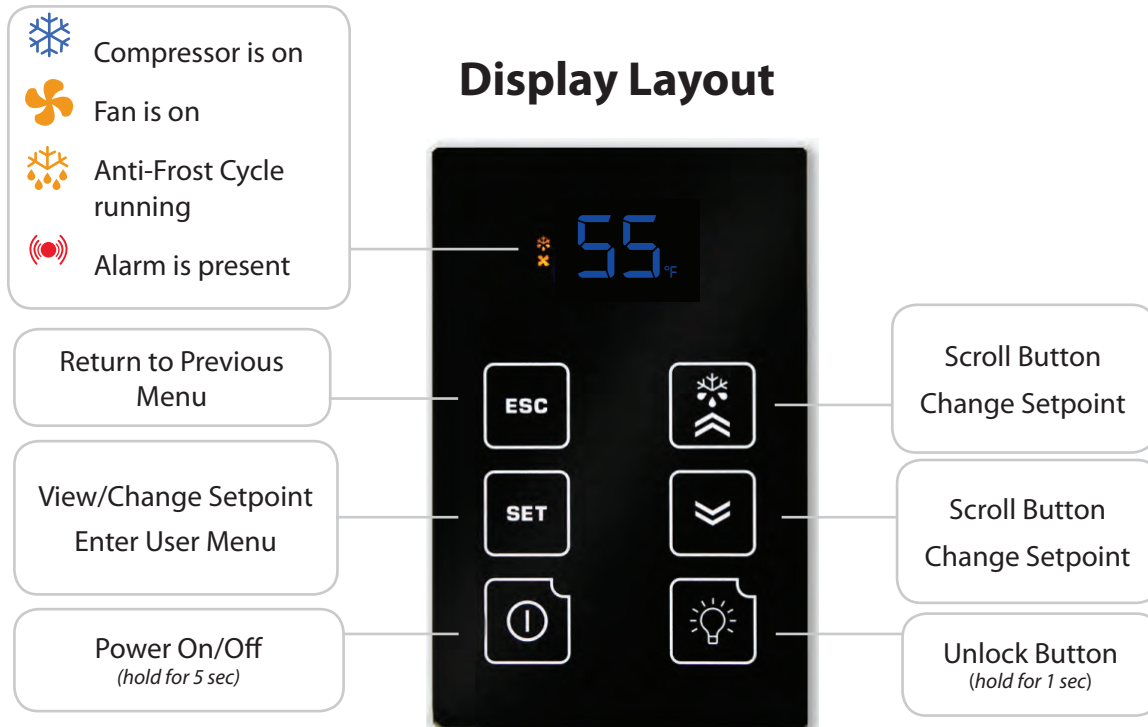 Compressor is on
Fan is on
Anti-Frost Cycle
running
Alarm is present
Display Layout
55
°F
Return to Previous
Menu
ESC
Scroll Button
Change Setpoint
View/Change Setpoint
Enter User Menu
SET
Scroll Button
Change Setpoint
Power On/Off
(hold for 5 sec)
Unlock Button
(hold for 1 sec)